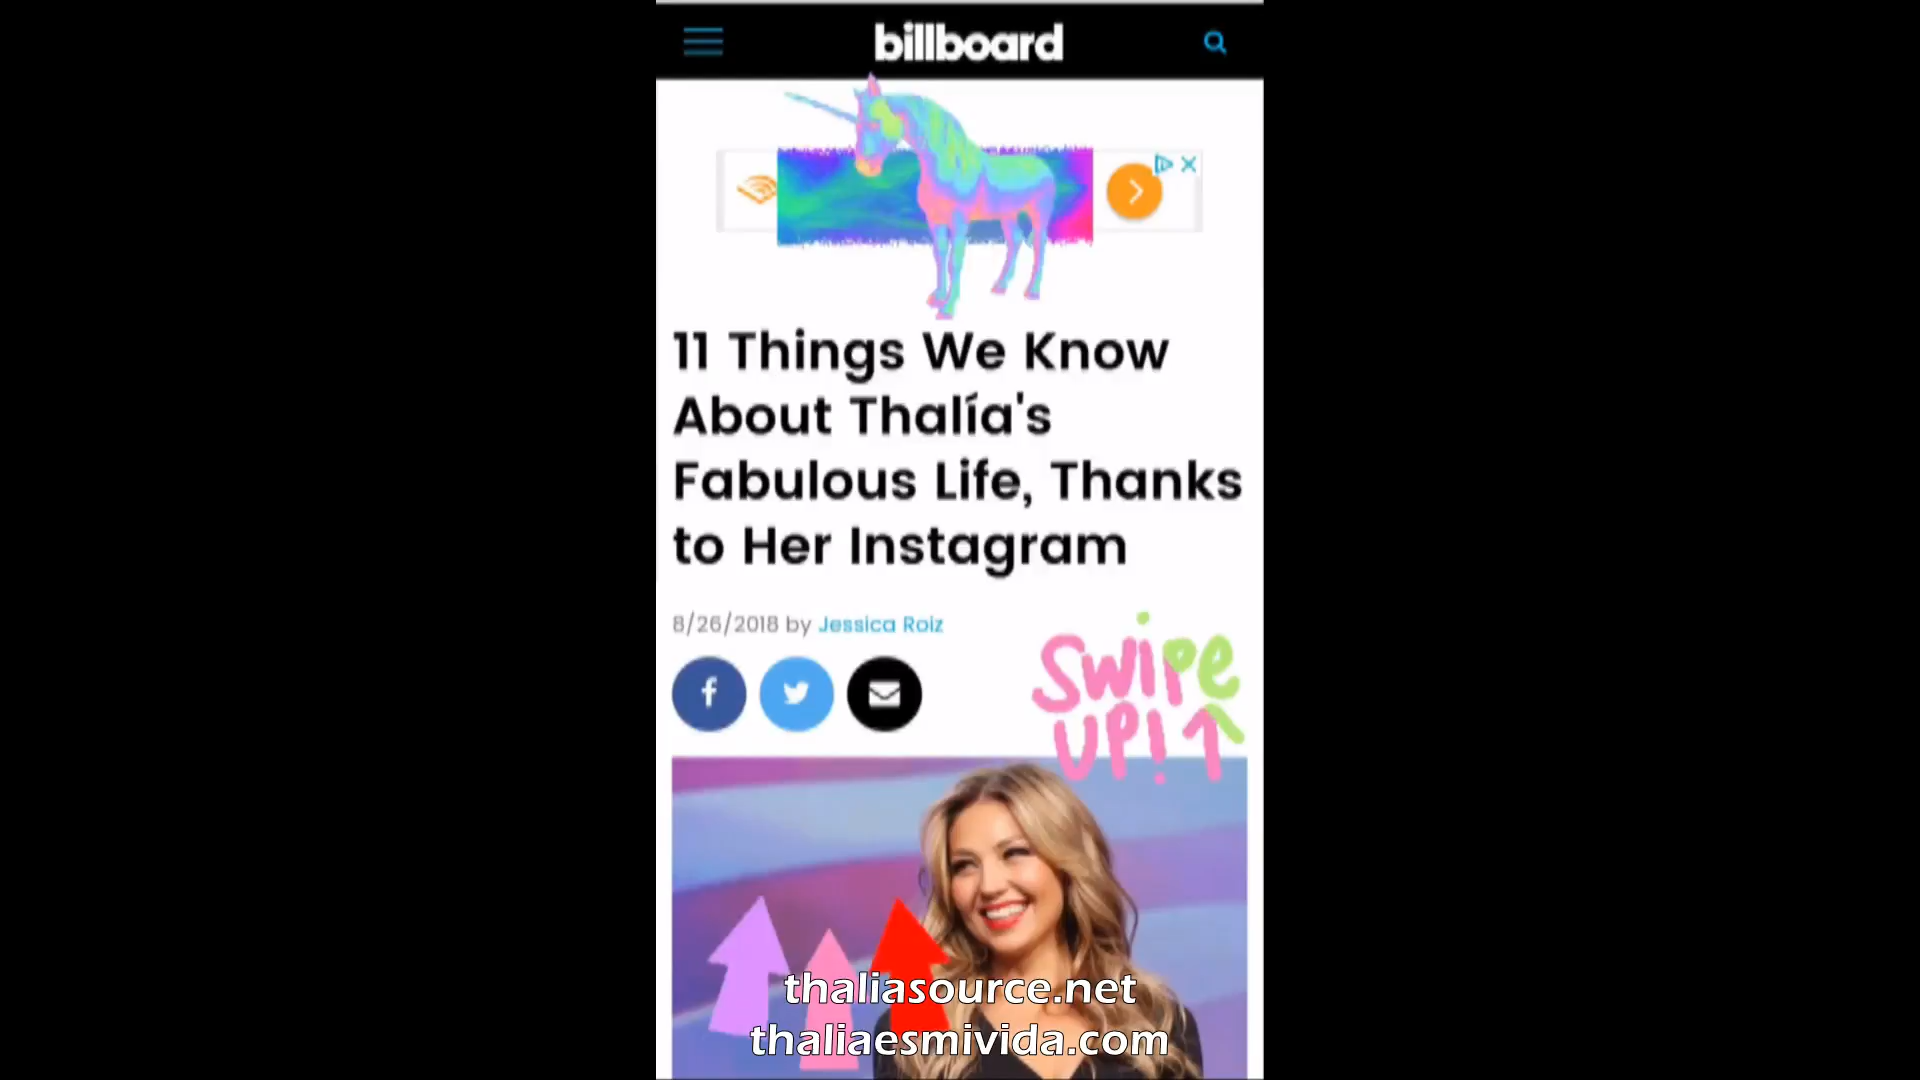 billboard
11 Things We Know
About Thalía's
Fabulous Life, Thanks
to Her Instagram
8/26/2018 by Jessica Roiz
SWIPE
UP!
thaliasource.net
thaliaesmivida.com